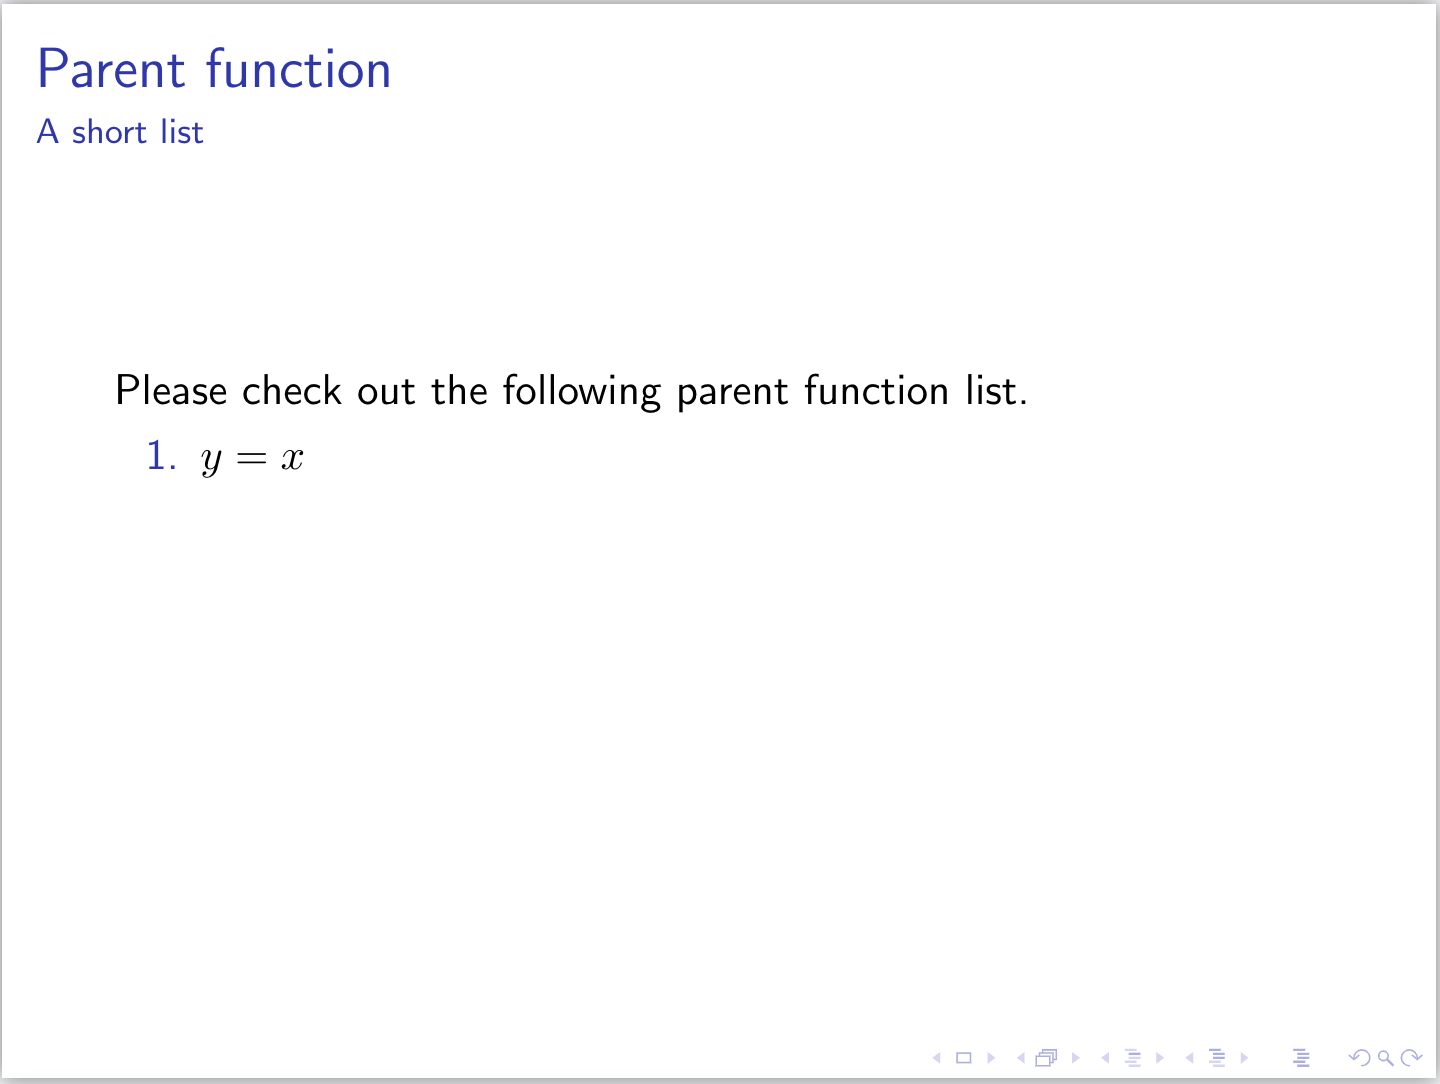 Parent function
A short list
Please check out the following parent function list.
1. y = x